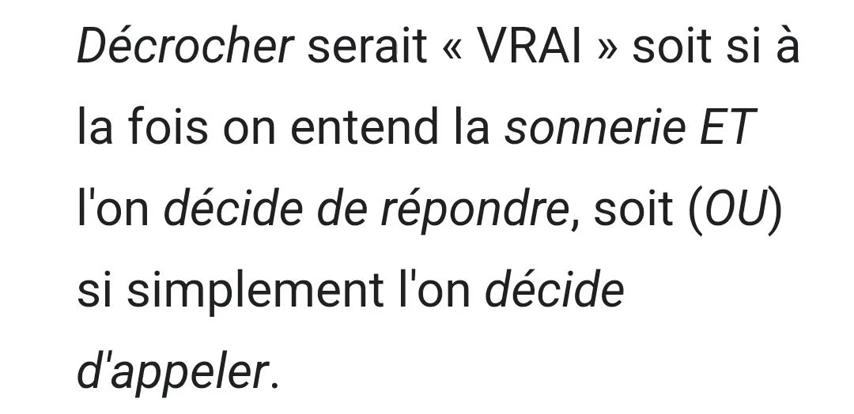 Décrocher serait « VRAI » soit si à
la fois on entend la sonnerie ET
l'on décide de répondre, soit (OU)
si simplement l'on décide
d'appeler.